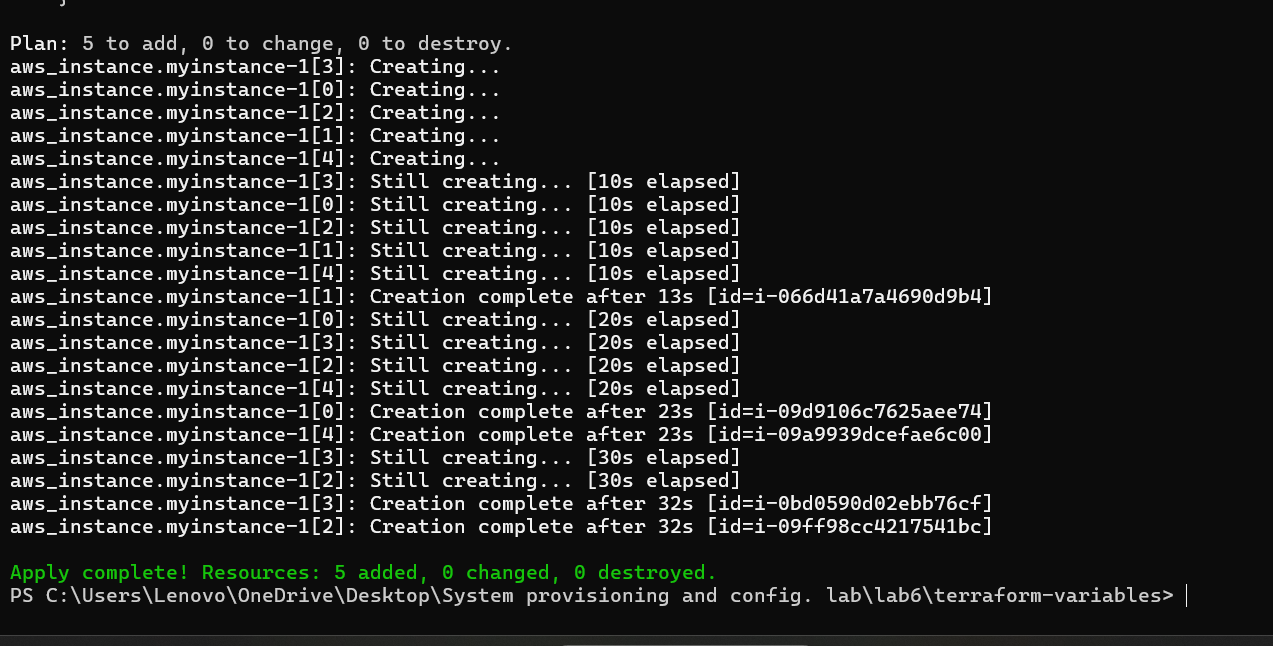 Plan: 5 to add, 0 to change, 0 to destroy.
aws_instance.myinstance-1[3]: Creating...
aws_instance.myinstance-1[0]: Creating...
aws_instance.myinstance-1[2]: Creating...
aws_instance.myinstance-1[1]: Creating...
aws_instance.myinstance-1[4]: Creating...
aws_instance.myinstance-1[3]: Still creating... [10s elapsed]
aws_instance.myinstance-1[0]: Still creating... [10s elapsed]
aws_instance.myinstance-1[2]: Still creating... [10s elapsed]
aws_instance.myinstance-1[1]: Still creating... [10s elapsed]
aws_instance.myinstance-1[4]: Still creating... [10s elapsed]
aws_instance.myinstance-1[1]: Creation complete after 13s [id=i-066d41a7a4690d9b4]
aws_instance.myinstance-1[0]: Still creating... [20s elapsed]
aws_instance.myinstance-1[3]: Still creating... [20s elapsed]
aws_instance.myinstance-1[2]: Still creating... [20s elapsed]
aws_instance.myinstance-1[4]: Still creating... [20s elapsed]
aws_instance.myinstance-1[0]: Creation complete after 23s [id=i-09d9106c7625aee74]
aws_instance.myinstance-1[4]: Creation complete after 23s [id=i-09a9939dcefae6c00]
aws_instance.myinstance-1[3]: Still creating... [30s elapsed]
aws_instance.myinstance-1[2]: Still creating... [30s elapsed]
aws_instance.myinstance-1[3]: Creation complete after 32s [id=i-0bd0590d02ebb76cf]
aws_instance.myinstance-1[2]: Creation complete after 32s [id=i-09ff98cc4217541bc]
Apply complete! Resources: 5 added, 0 changed, 0 destroyed.
PS C:\Users\Lenovo\OneDrive\Desktop\System provisioning and config. lab\lab6\terraform-variables>